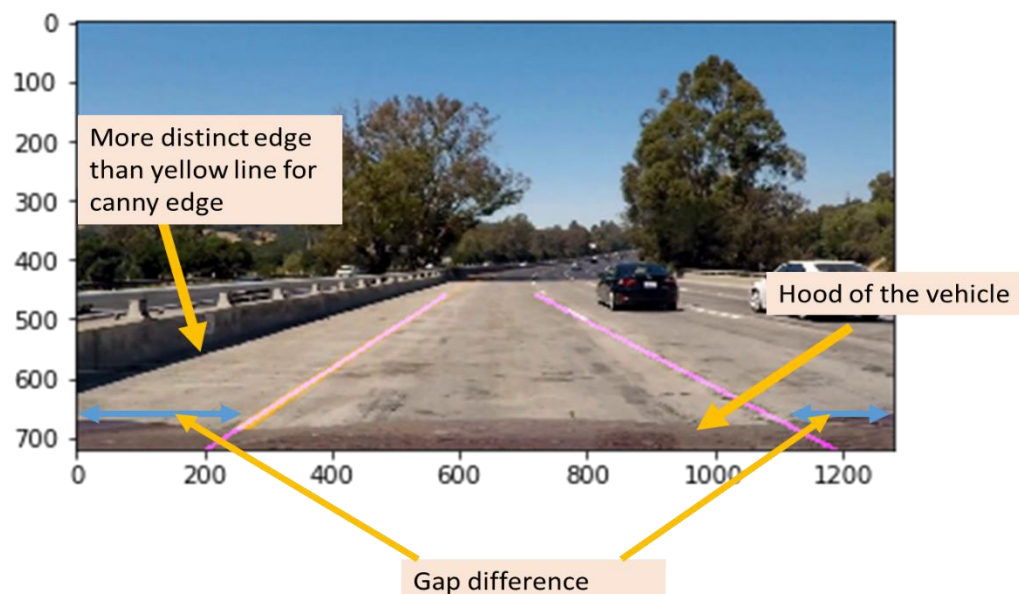 0
100
More distinct edge
than yellow line for
canny edge
200
300
400
Hood of the vehicle
500
600
700
0 200 400 600 800 1000 1200
Gap difference